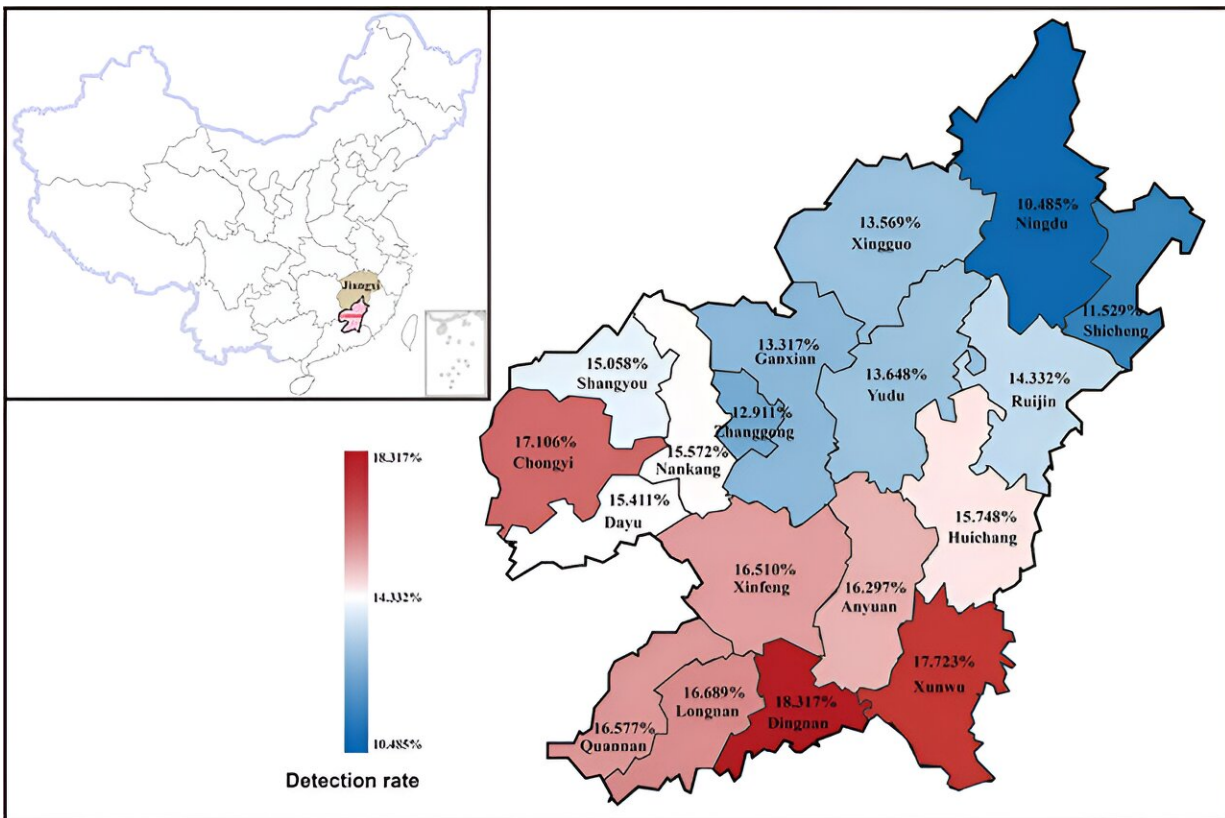 Jiangxi
10.485%
Ningdu
13.569%
Xingguo
11.529%
Shicheng
13.317%
Ganxian
15.058%
Shangyou
13.648%
Yudu
14.332%
Ruijin
12.911%
Zhanggong
17.106%
Chongyi
15.572%
Nankang
15.411%
Dayu
15.748%
Huichang
16.510%
Xinfeng
16.297%
Anyuan
17.723%
Xunwu
16.689%
Longnan
18.317%
Dingnan
16.577%
Quannan
18.317%
14.332%
10.485%
Detection rate